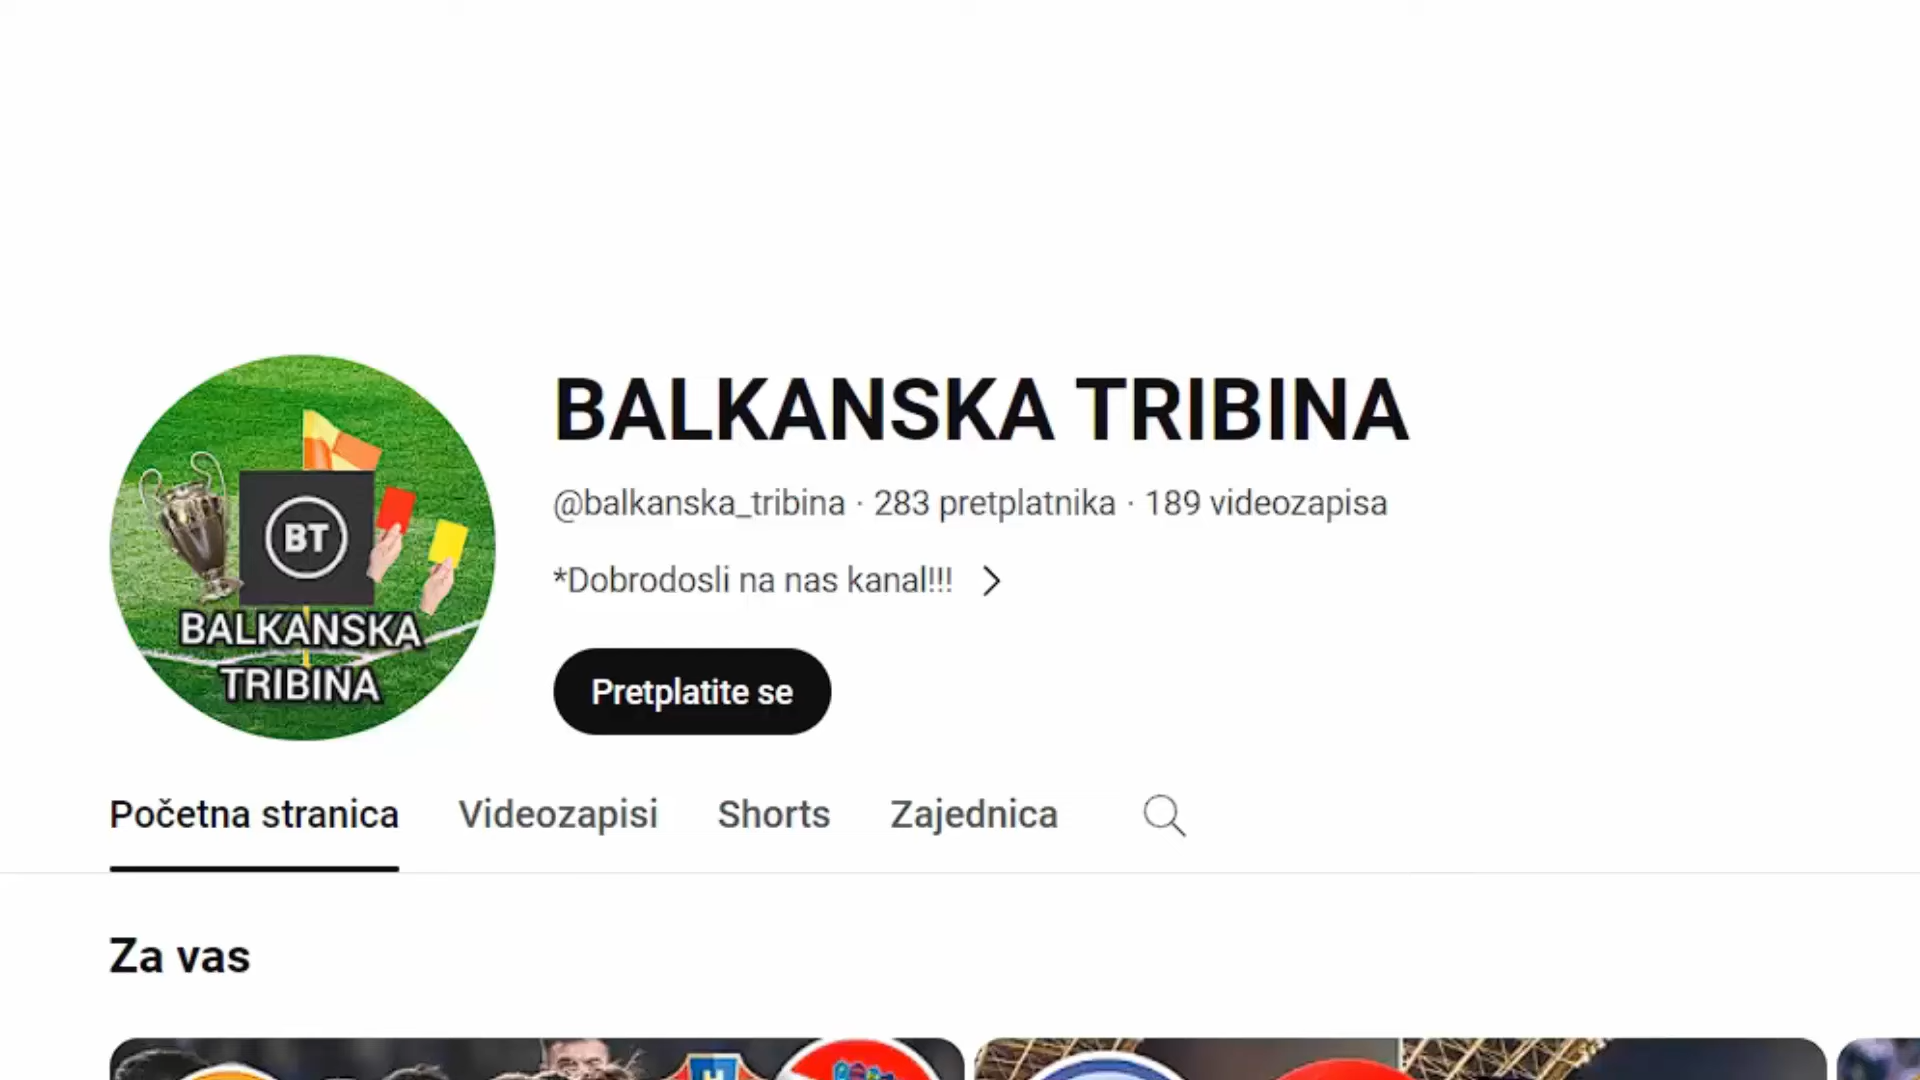 BT
BALKANSKA
TRIBINA
BALKANSKA TRIBINA
@balkanska_tribina · 283 pretplatnika · 189 videozapisa
*Dobrodosli na nas kanal!!!
Pretplatite se
Početna stranica Videozapisi Shorts Zajednica
Za vas